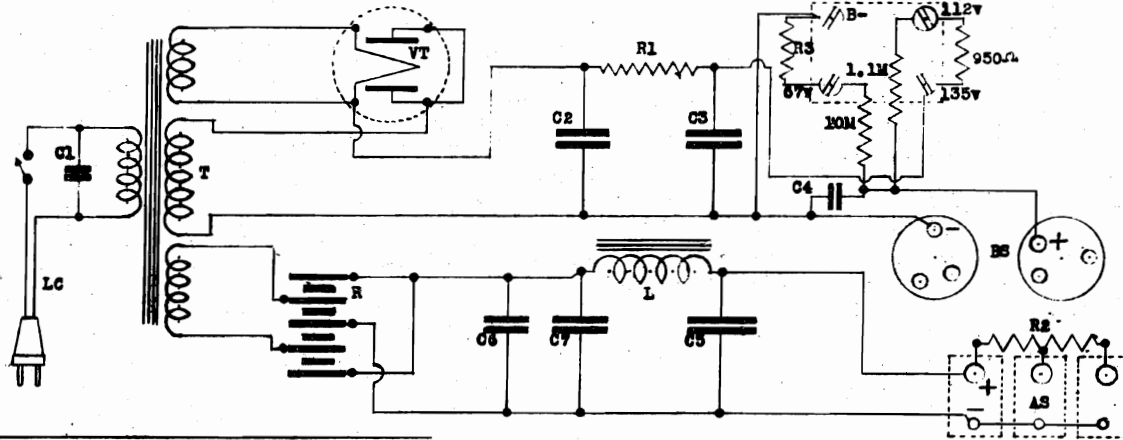 B-
112v
VT
R1
R3
1.1M
950Ω
67v
135v
C2
C3
C1
10M
T
C4
-
+
BS
LC
R
L
C6
C7
C5
R2
+
-
AS